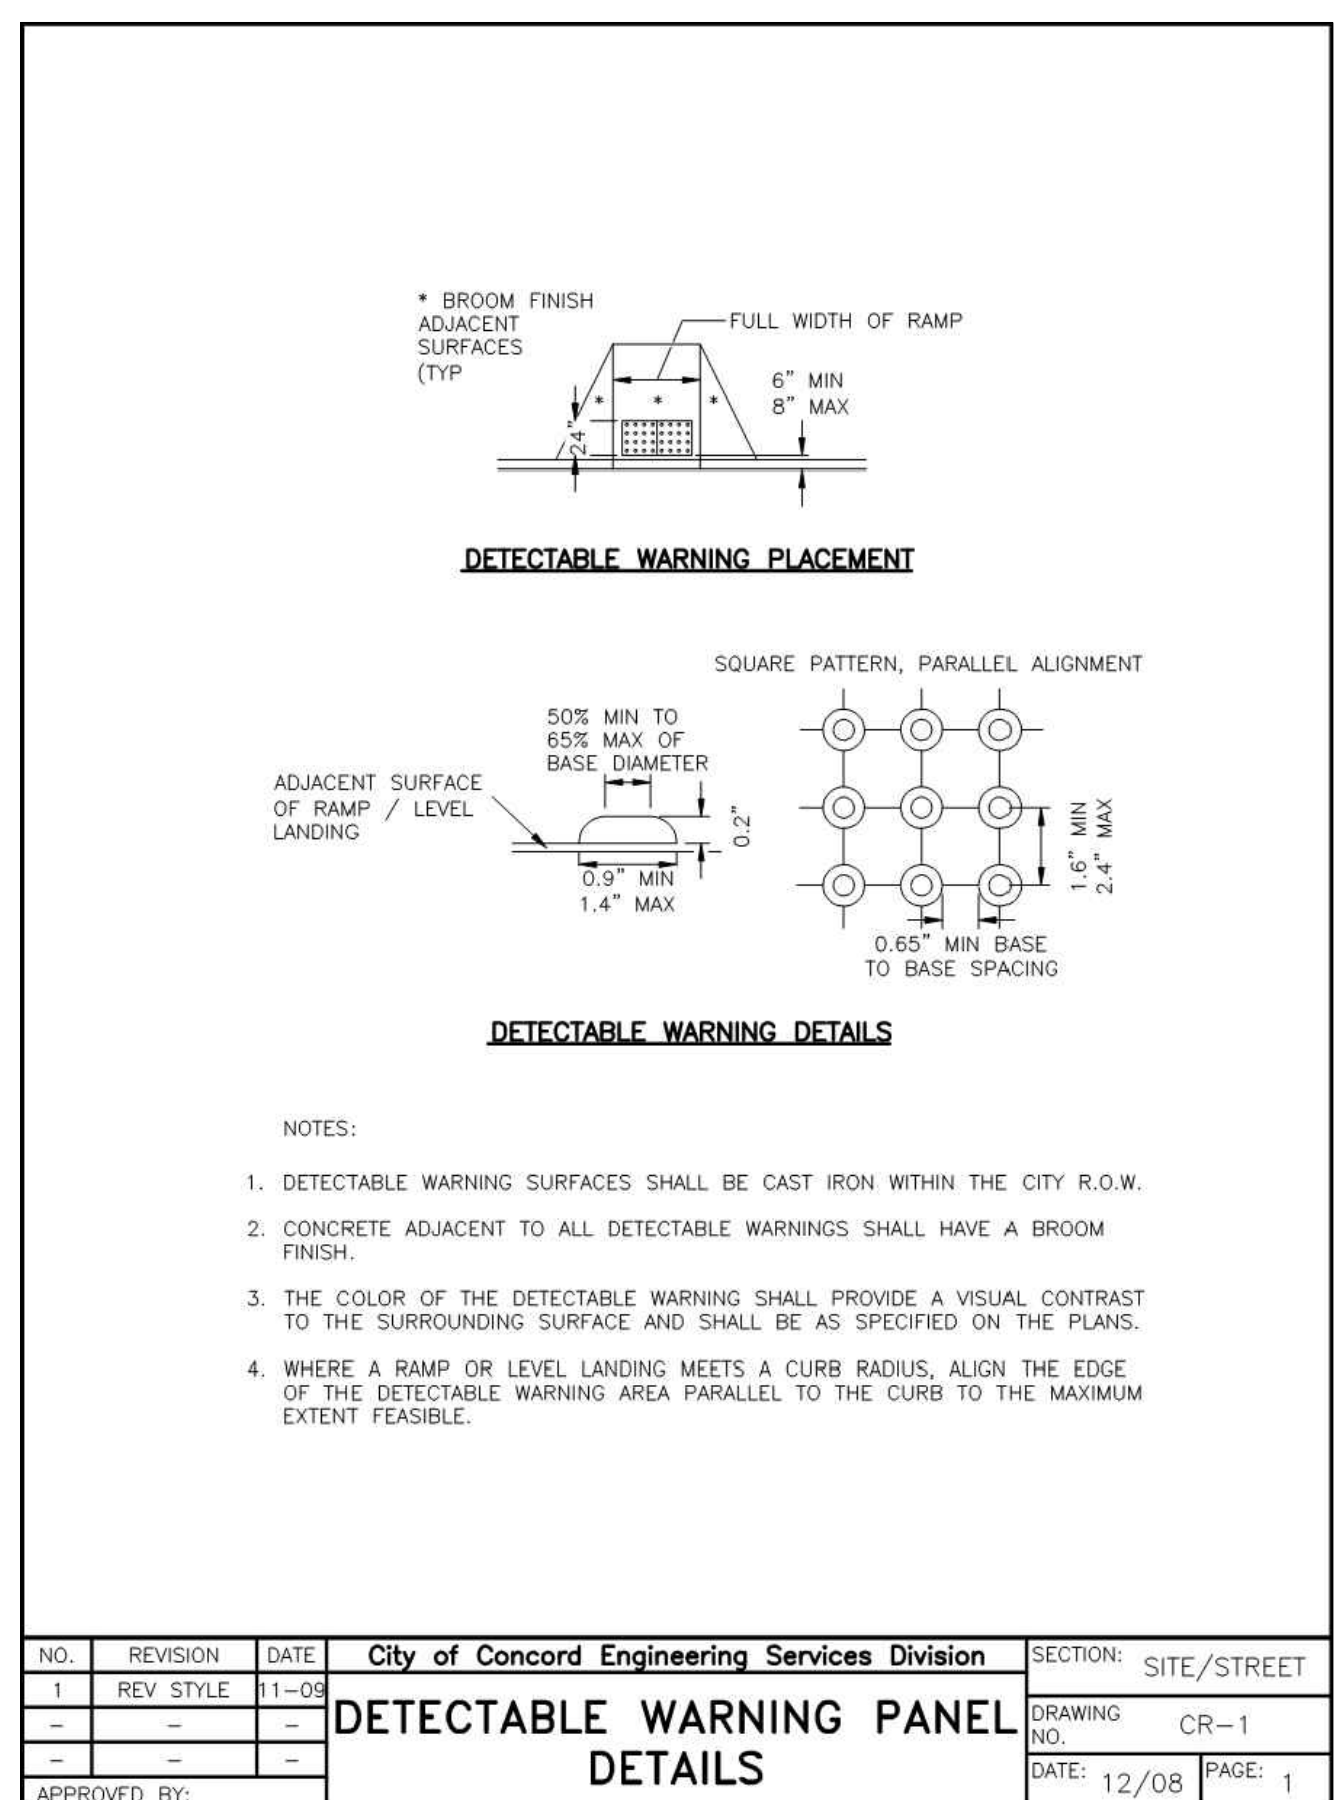 * BROOM FINISH
ADJACENT
SURFACES
(TYP
FULL WIDTH OF RAMP
6" MIN
8" MAX
* * *
24"
DETECTABLE WARNING PLACEMENT
SQUARE PATTERN, PARALLEL ALIGNMENT
50% MIN TO
65% MAX OF
BASE DIAMETER
ADJACENT SURFACE
OF RAMP / LEVEL
LANDING
0.2"
0.9" MIN
1.4" MAX
1.6" MIN
2.4" MAX
0.65" MIN BASE
TO BASE SPACING
DETECTABLE WARNING DETAILS
NOTES:
1. DETECTABLE WARNING SURFACES SHALL BE CAST IRON WITHIN THE CITY R.O.W.
2. CONCRETE ADJACENT TO ALL DETECTABLE WARNINGS SHALL HAVE A BROOM
FINISH.
3. THE COLOR OF THE DETECTABLE WARNING SHALL PROVIDE A VISUAL CONTRAST
TO THE SURROUNDING SURFACE AND SHALL BE AS SPECIFIED ON THE PLANS.
4. WHERE A RAMP OR LEVEL LANDING MEETS A CURB RADIUS, ALIGN THE EDGE
OF THE DETECTABLE WARNING AREA PARALLEL TO THE CURB TO THE MAXIMUM
EXTENT FEASIBLE.
NO. REVISION DATE
1 REV STYLE 11-09
- - -
- - -
APPROVED BY:
City of Concord Engineering Services Division
DETECTABLE WARNING PANEL
DETAILS
SECTION: SITE/STREET
DRAWING
NO. CR-1
DATE: 12/08 PAGE: 1